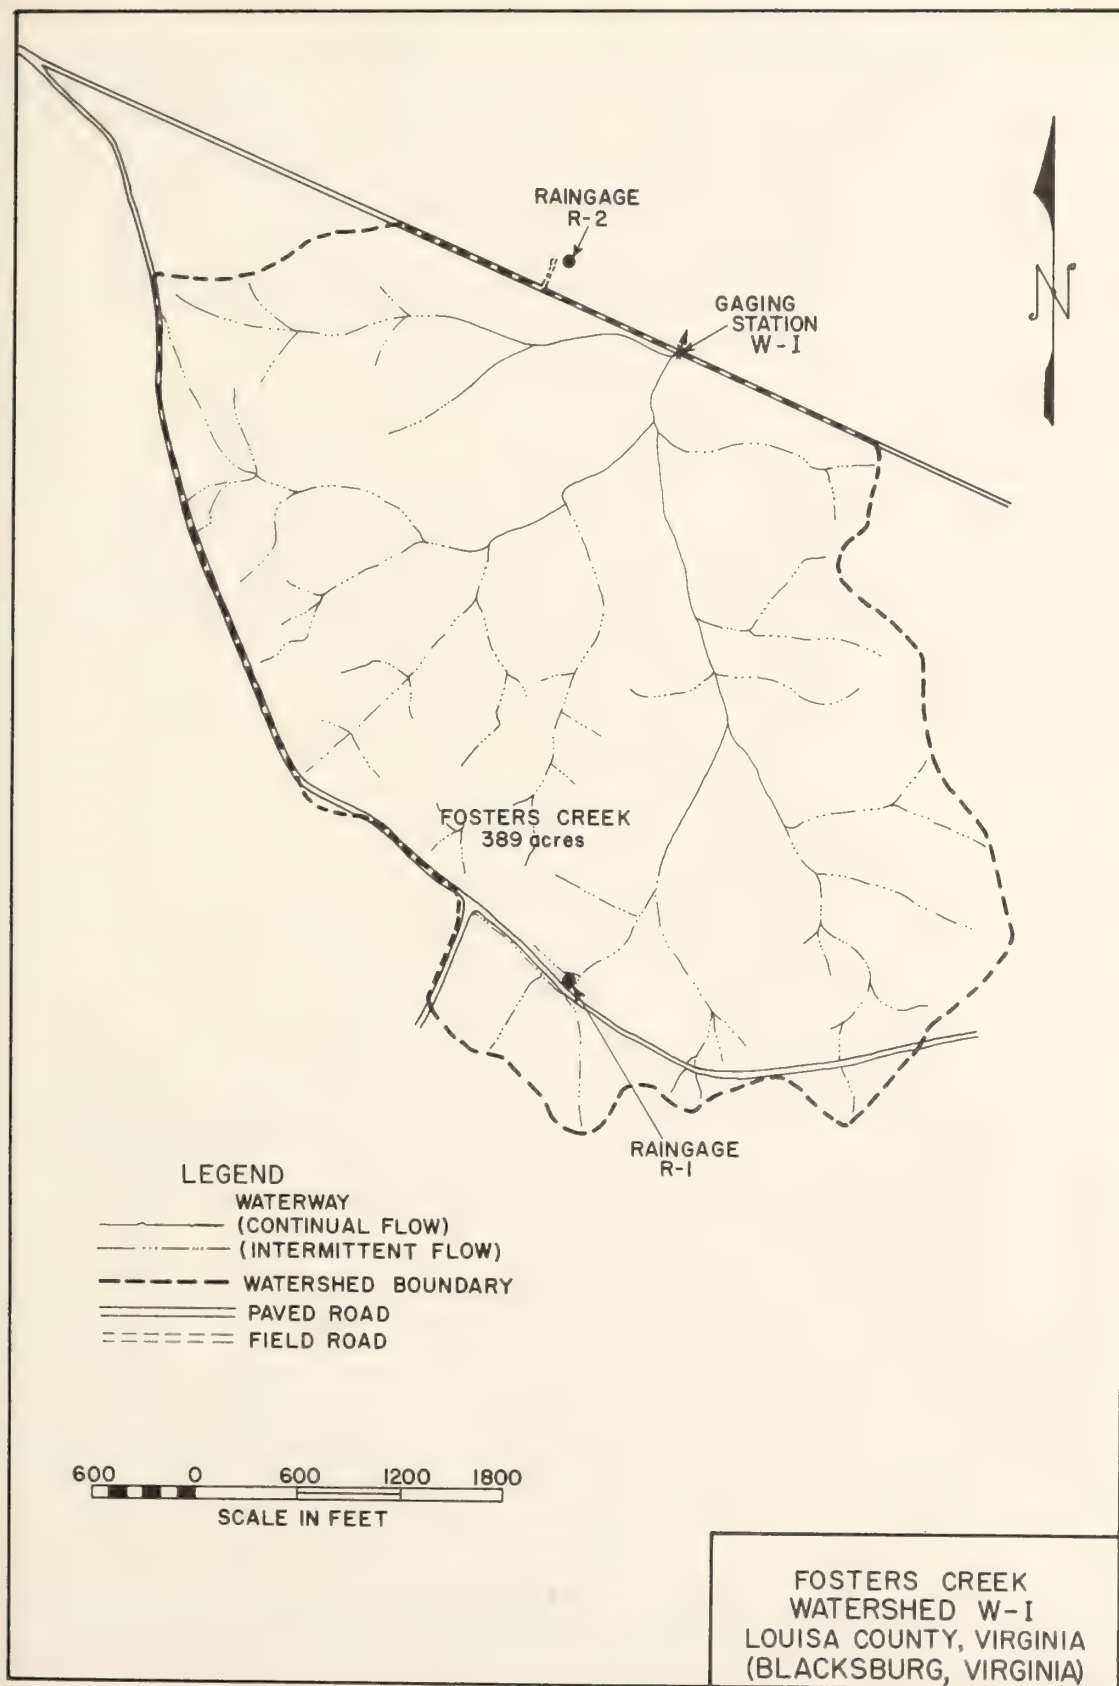 RAINGAGE
R-2
GAGING
STATION
W-I
N
FOSTERS CREEK
389 acres
RAINGAGE
R-I
LEGEND
WATERWAY
(CONTINUAL FLOW)
(INTERMITTENT FLOW)
WATERSHED BOUNDARY
PAVED ROAD
FIELD ROAD
600 0 600 1200 1800
SCALE IN FEET
FOSTERS CREEK
WATERSHED W-I
LOUISA COUNTY, VIRGINIA
(BLACKSBURG, VIRGINIA)